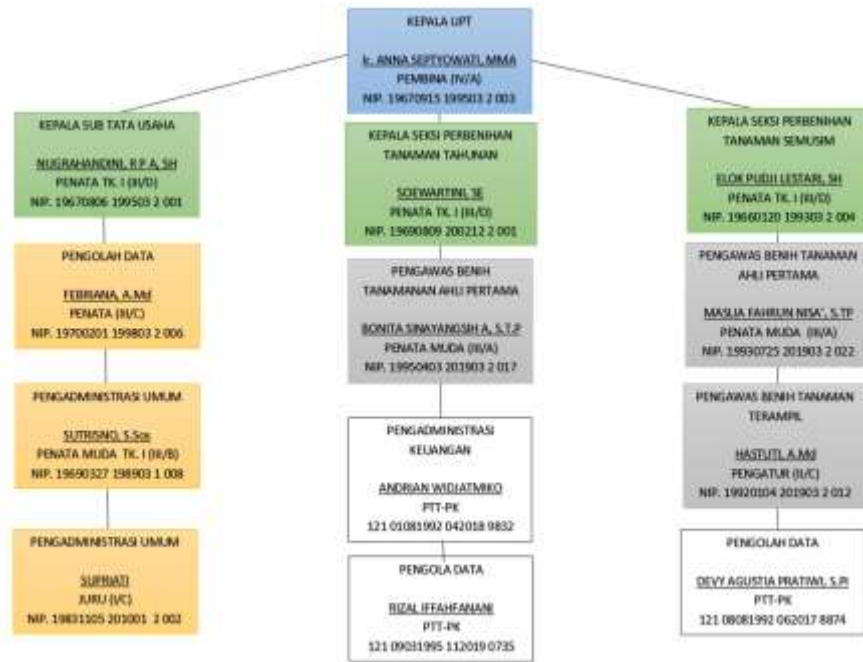 KEPALA UPT
Ir. ANNA SEPTYOWATI, MMA
PEMBINA (IV/A)
NIP. 19670915 199503 2 003
KEPALA SUB TATA USAHA
NUGRAHANDINI, R P A, SH
PENATA TK. I (III/D)
NIP. 19670806 199503 2 001
PENGOLAH DATA
FEBRIANA, A.Md
PENATA (III/C)
NIP. 19700201 199803 2 006
PENGADMINISTRASI UMUM
SUTRISNO, S.Sos
PENATA MUDA TK. I (III/B)
NIP. 19690327 198903 1 008
PENGADMINISTRASI UMUM
SUPRIATI
JURU (I/C)
NIP. 19831105 201001 2 002
KEPALA SEKSI PERBENIHAN
TANAMAN TAHUNAN
SOEWARTINI, SE
PENATA TK. I (III/D)
NIP. 19690809 200212 2 001
PENGAWAS BENIH
TANAMANAN AHLI PERTAMA
BONITA SINAYANGSIH A, S.T.P
PENATA MUDA (III/A)
NIP. 19950403 201903 2 017
PENGADMINISTRASI
KEUANGAN
ANDRIAN WIDJATMIKO
PTT-PK
121 01081992 042018 9832
PENGOLA DATA
RIZAL IFFAHFANANI
PTT-PK
121 09031995 112019 0735
KEPALA SEKSI PERBENIHAN
TANAMAN SEMUSIM
ELOK PUDJI LESTARI, SH
PENATA TK. I (III/D)
NIP. 19660120 199303 2 004
PENGAWAS BENIH TANAMAN
AHLI PERTAMA
MASLIA FAHRUN NISA', S.TP
PENATA MUDA (III/A)
NIP. 19930725 201903 2 022
PENGAWAS BENIH TANAMAN
TERAMPIL
HASTUTI, A.Md
PENGATUR (II/C)
NIP. 19920104 201903 2 012
PENGOLAH DATA
DEVY AGUSTIA PRATIWI, S.PI
PTT-PK
121 08081992 062017 8874